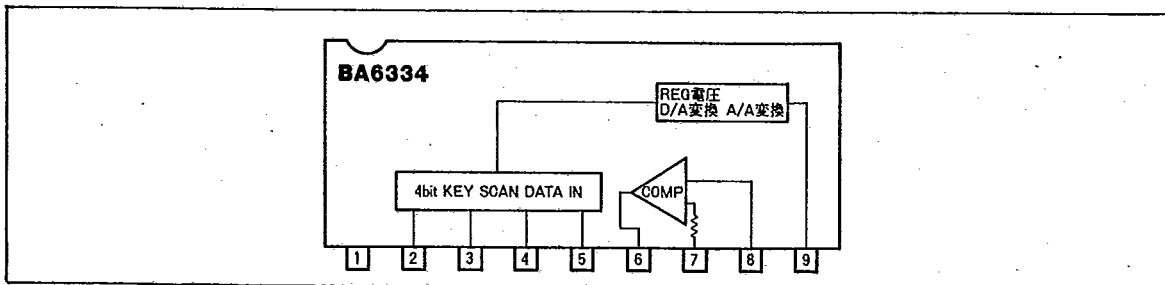 BA6334
REG電圧
D/A変換 A/A変換
4bit KEY SCAN DATA IN
COMP
1 2 3 4 5 6 7 8 9